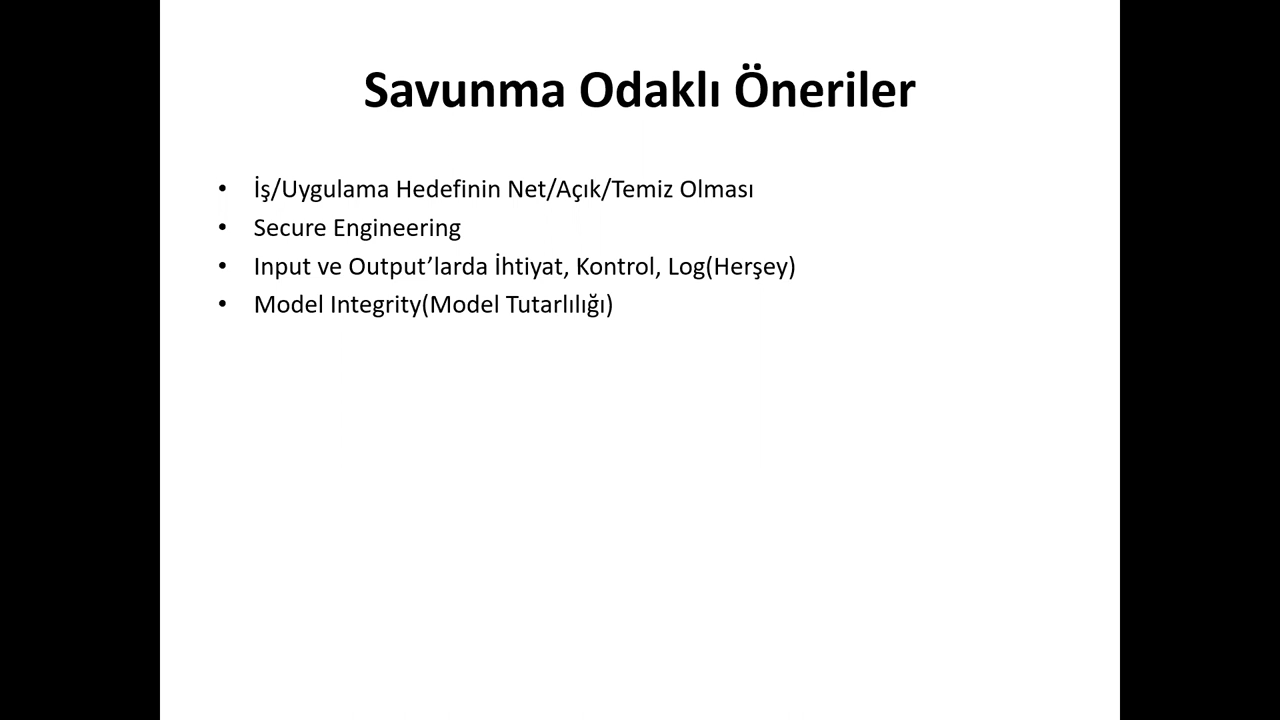 Savunma Odaklı Öneriler
• İş/Uygulama Hedefinin Net/Açık/Temiz Olması
• Secure Engineering
• Input ve Output’larda İhtiyat, Kontrol, Log(Herşey)
• Model Integrity(Model Tutarlılığı)